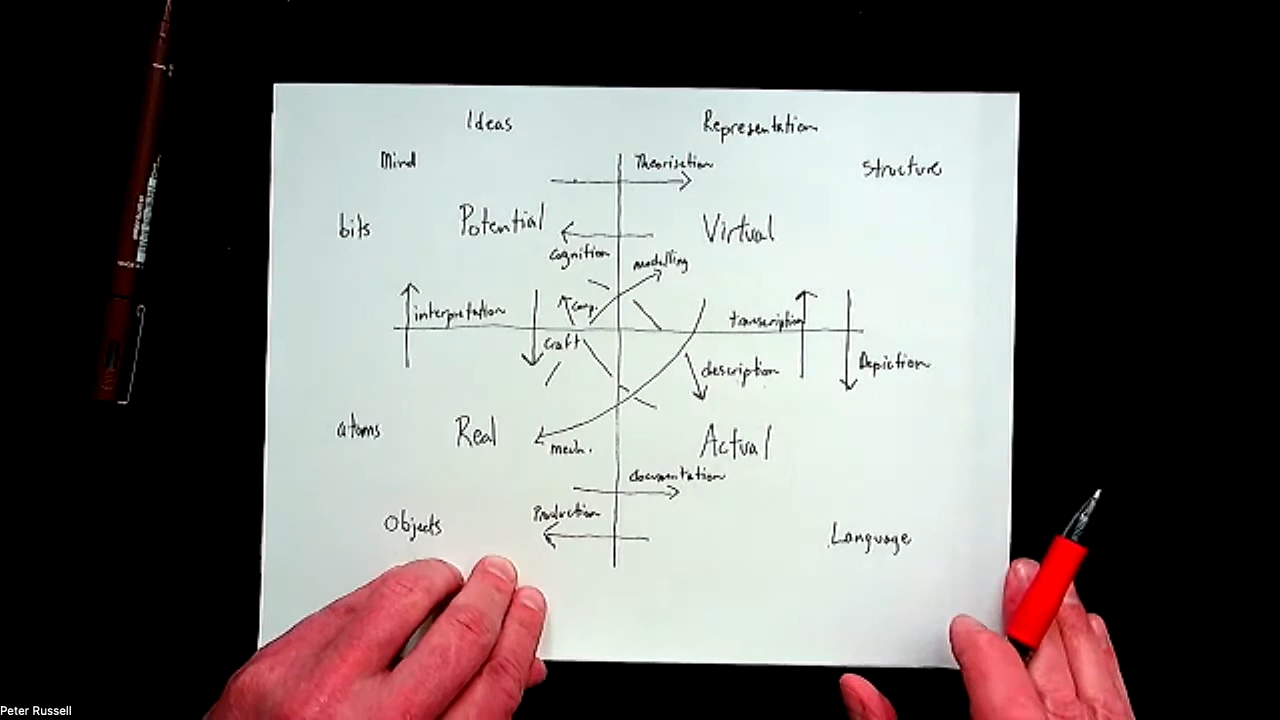 Ideas
Representation
Mind
Theorisation
Structure
bits
Potential
Virtual
cognition
modelling
interpretation
comp.
transcription
craft
description
Depiction
atoms
Real
Actual
mech.
documentation
Production
Objects
Language
Peter Russell